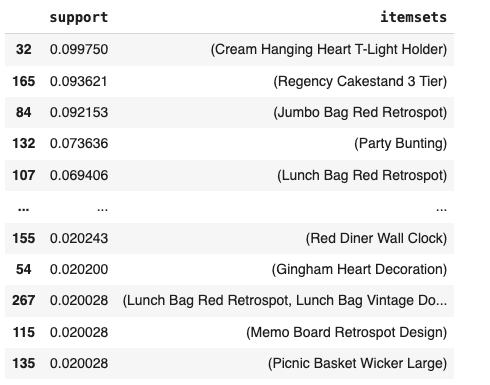 support itemsets
32 0.099750 (Cream Hanging Heart T-Light Holder)
165 0.093621 (Regency Cakestand 3 Tier)
84 0.092153 (Jumbo Bag Red Retrospot)
132 0.073636 (Party Bunting)
107 0.069406 (Lunch Bag Red Retrospot)
... ... ...
155 0.020243 (Red Diner Wall Clock)
54 0.020200 (Gingham Heart Decoration)
267 0.020028 (Lunch Bag Red Retrospot, Lunch Bag Vintage Do...
115 0.020028 (Memo Board Retrospot Design)
135 0.020028 (Picnic Basket Wicker Large)